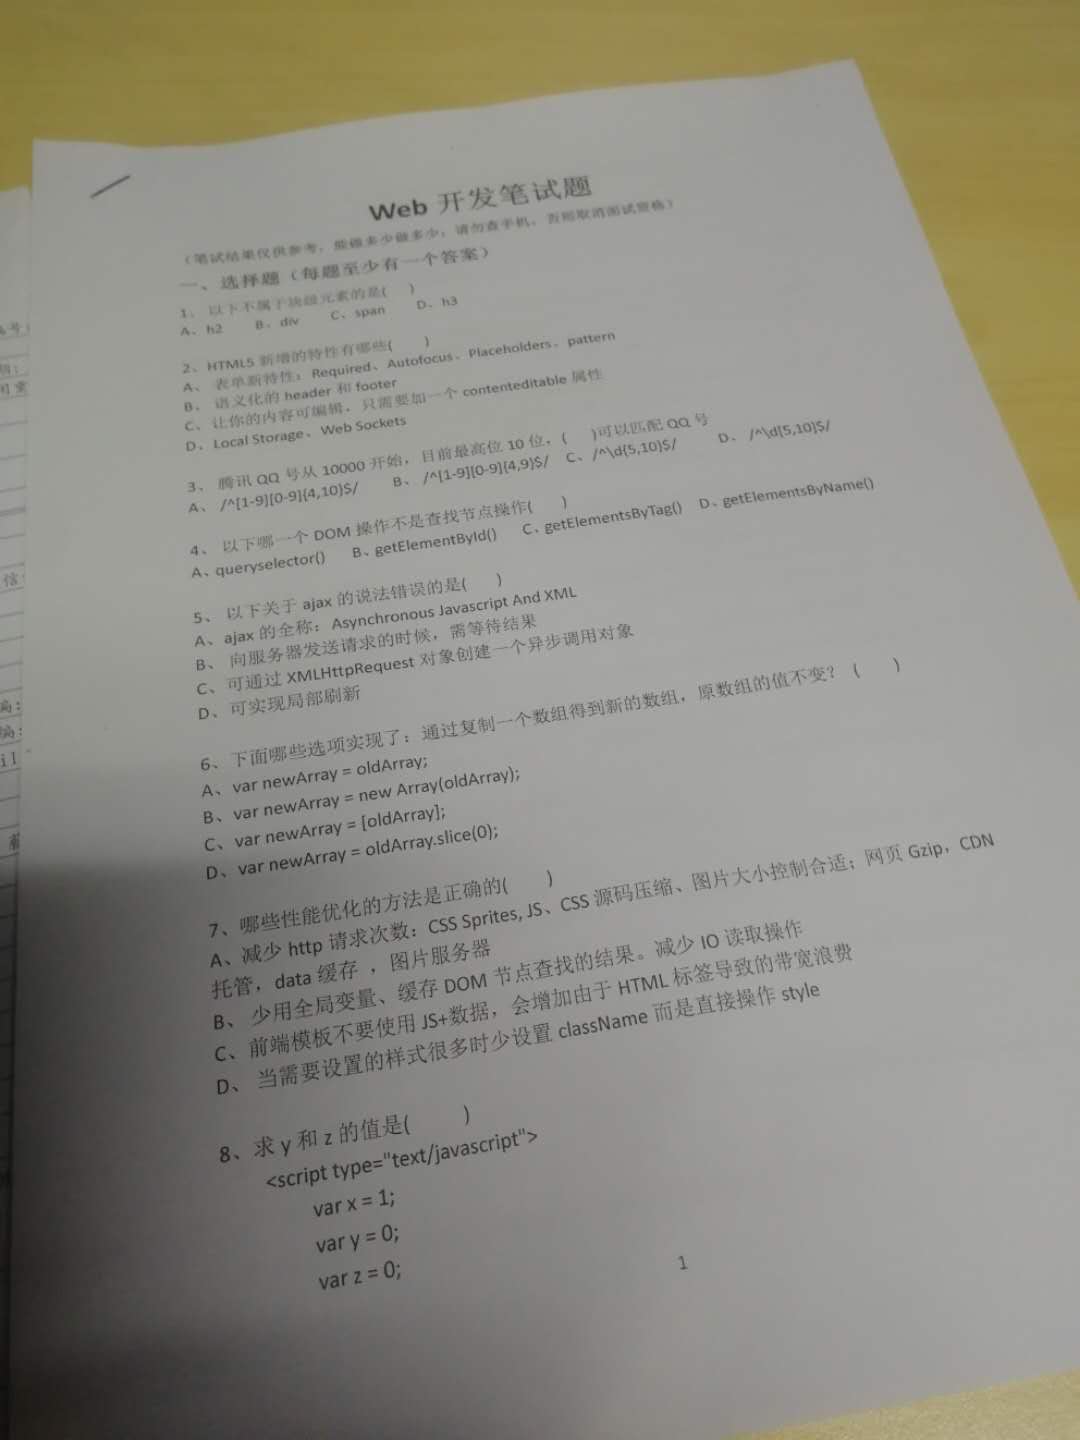 Web 开发笔试题
（笔试结果仅供参考，能做多少做多少，请勿查手机，否则取消面试资格）
一、选择题（每题至少有一个答案）
1、 以下不属于块级元素的是( )
A、h2 B、div C、span D、h3
2、HTML5 新增的特性有哪些( )
A、 表单新特性：Required、Autofocus、Placeholders、pattern
B、 语义化的 header 和 footer
C、让你的内容可编辑，只需要加一个 contenteditable 属性
D、Local Storage、Web Sockets
3、 腾讯 QQ 号从 10000 开始，目前最高位 10 位，( )可以匹配 QQ 号
A、 /^[1-9][0-9]{4,10}$/ B、 /^[1-9][0-9]{4,9}$/ C、/^\d{5,10}$/ D、 /^\d[5,10]$/
4、 以下哪一个 DOM 操作不是查找节点操作( )
A、queryselector() B、getElementById() C、getElementsByTag() D、getElementsByName()
5、 以下关于 ajax 的说法错误的是( )
A、ajax 的全称：Asynchronous Javascript And XML
B、 向服务器发送请求的时候，需等待结果
C、可通过 XMLHttpRequest 对象创建一个异步调用对象
D、可实现局部刷新
6、下面哪些选项实现了：通过复制一个数组得到新的数组，原数组的值不变？（ ）
A、var newArray = oldArray;
B、var newArray = new Array(oldArray);
C、var newArray = [oldArray];
D、var newArray = oldArray.slice(0);
7、哪些性能优化的方法是正确的( )
A、减少 http 请求次数：CSS Sprites, JS、CSS 源码压缩、图片大小控制合适；网页 Gzip，CDN
托管，data 缓存 ，图片服务器
B、 少用全局变量、缓存 DOM 节点查找的结果。减少 IO 读取操作
C、前端模板不要使用 JS+数据，会增加由于 HTML 标签导致的带宽浪费
D、 当需要设置的样式很多时少设置 className 而是直接操作 style
8、求 y 和 z 的值是( )
<script type="text/javascript">
var x = 1;
var y = 0;
var z = 0;
1